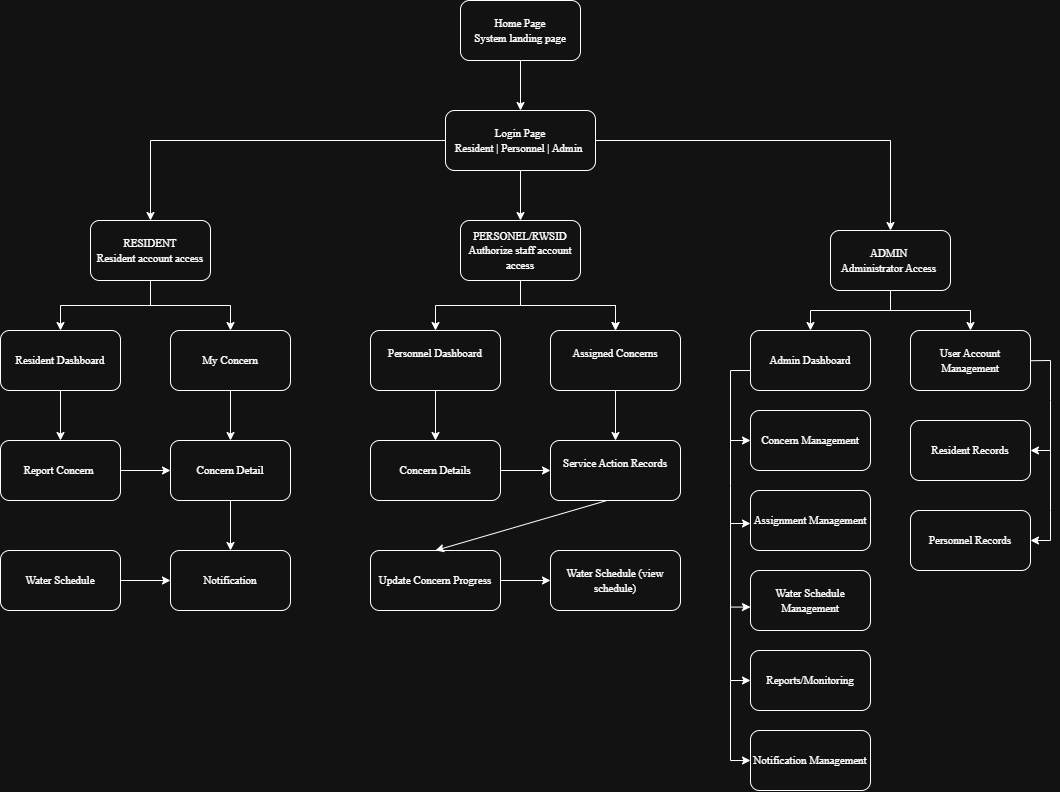 Home Page
System landing page
Login Page
Resident | Personnel | Admin
RESIDENT
Resident account access
PERSONEL/RWSID
Authorize staff account
access
ADMIN
Administrator Access
Resident Dashboard
My Concern
Personnel Dashboard
Assigned Concerns
Admin Dashboard
User Account
Management
Report Concern
Concern Detail
Concern Details
Service Action Records
Concern Management
Resident Records
Assignment Management
Personnel Records
Water Schedule
Notification
Update Concern Progress
Water Schedule (view
schedule)
Water Schedule
Management
Reports/Monitoring
Notification Management